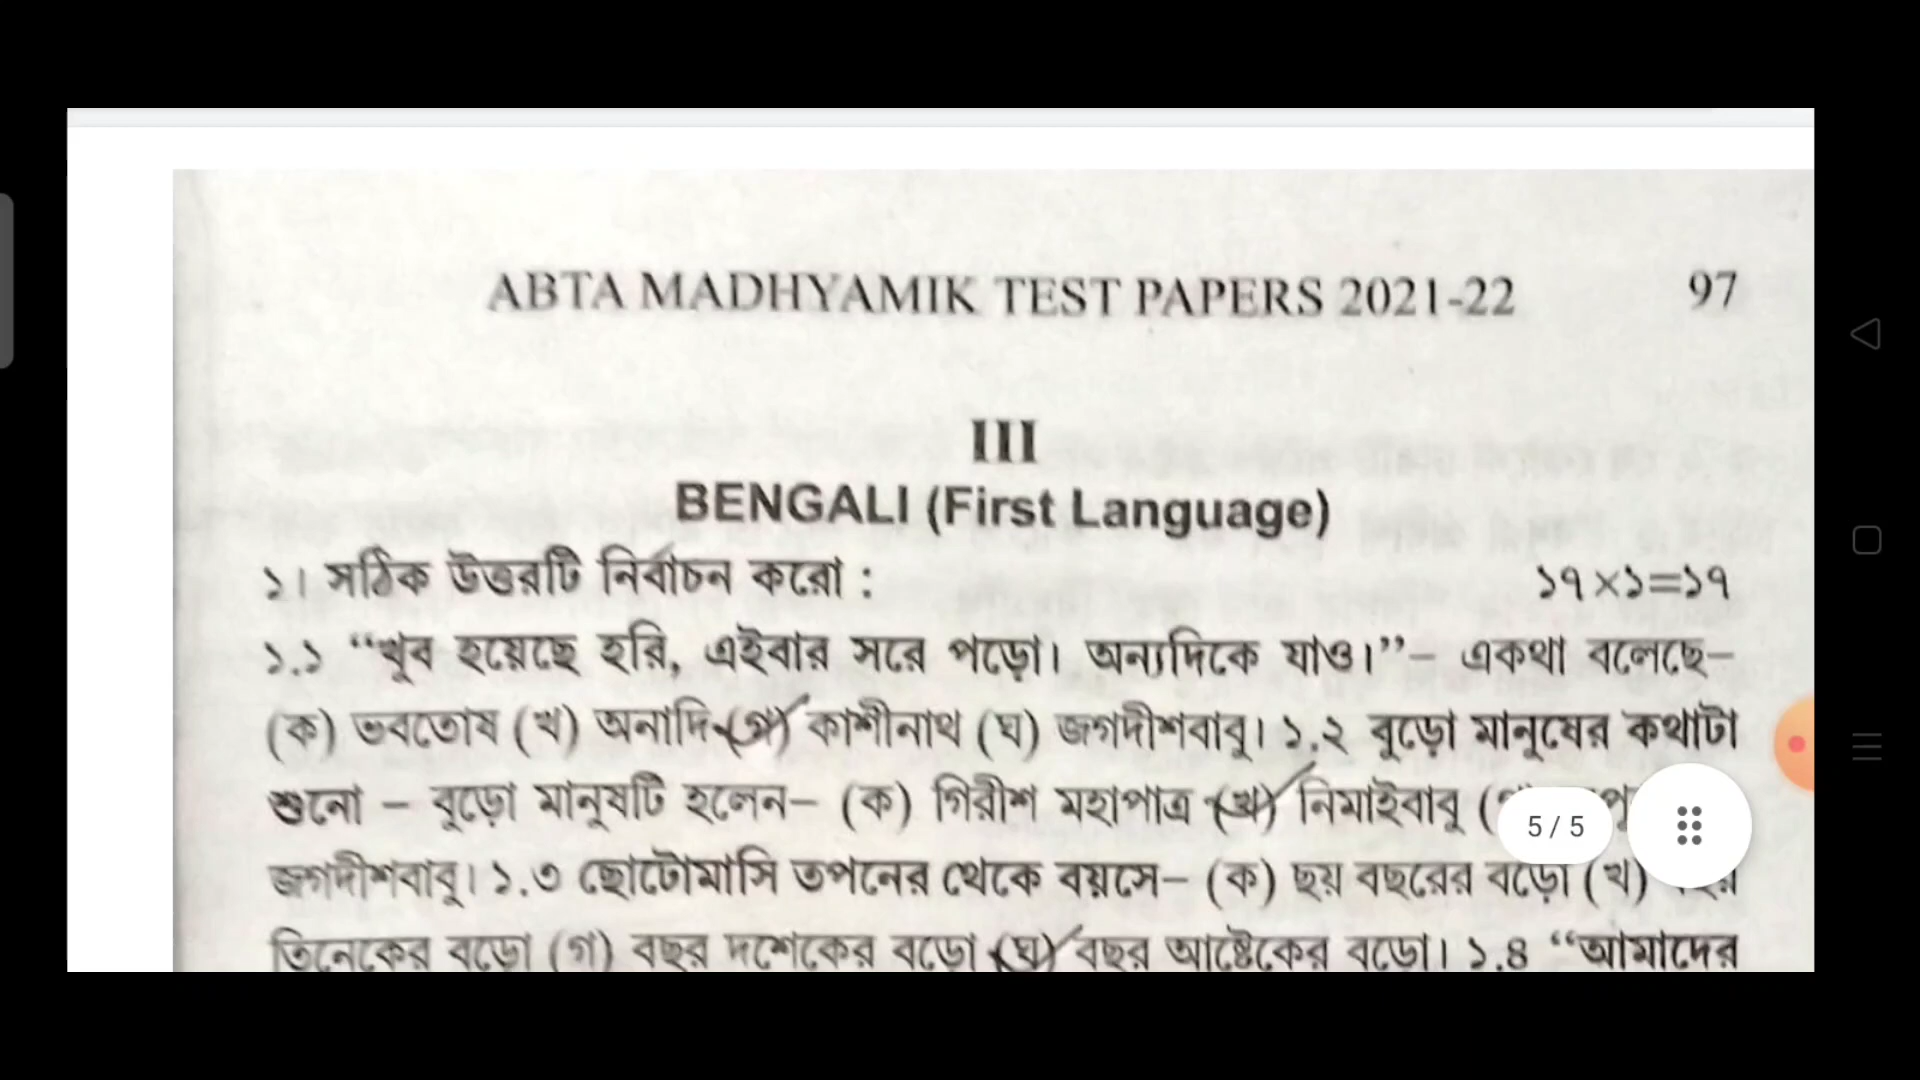 ABTA MADHYAMIK TEST PAPERS 2021-22 97
III
BENGALI (First Language)
১। সঠিক উত্তরটি নির্বাচন করো : ১৭×১=১৭
১.১ “খুব হয়েছে হরি, এইবার সরে পড়ো। অন্যদিকে যাও।”– একথা বলেছে–
(ক) ভবতোষ (খ) অনাদি (গ) কাশীনাথ (ঘ) জগদীশবাবু। ১.২ বুড়ো মানুষের কথাটা
শুনো – বুড়ো মানুষটি হলেন– (ক) গিরীশ মহাপাত্র (খ) নিমাইবাবু
5/5
জগদীশবাবু। ১.৩ ছোটোমাসি তপনের থেকে বয়সে– (ক) ছয় বছরের বড়ো (খ)
তিনেকের বড়ো (গ) বছর দশেকের বড়ো (ঘ) বছর আষ্টেকের বড়ো। ১.৪ “আমাদের